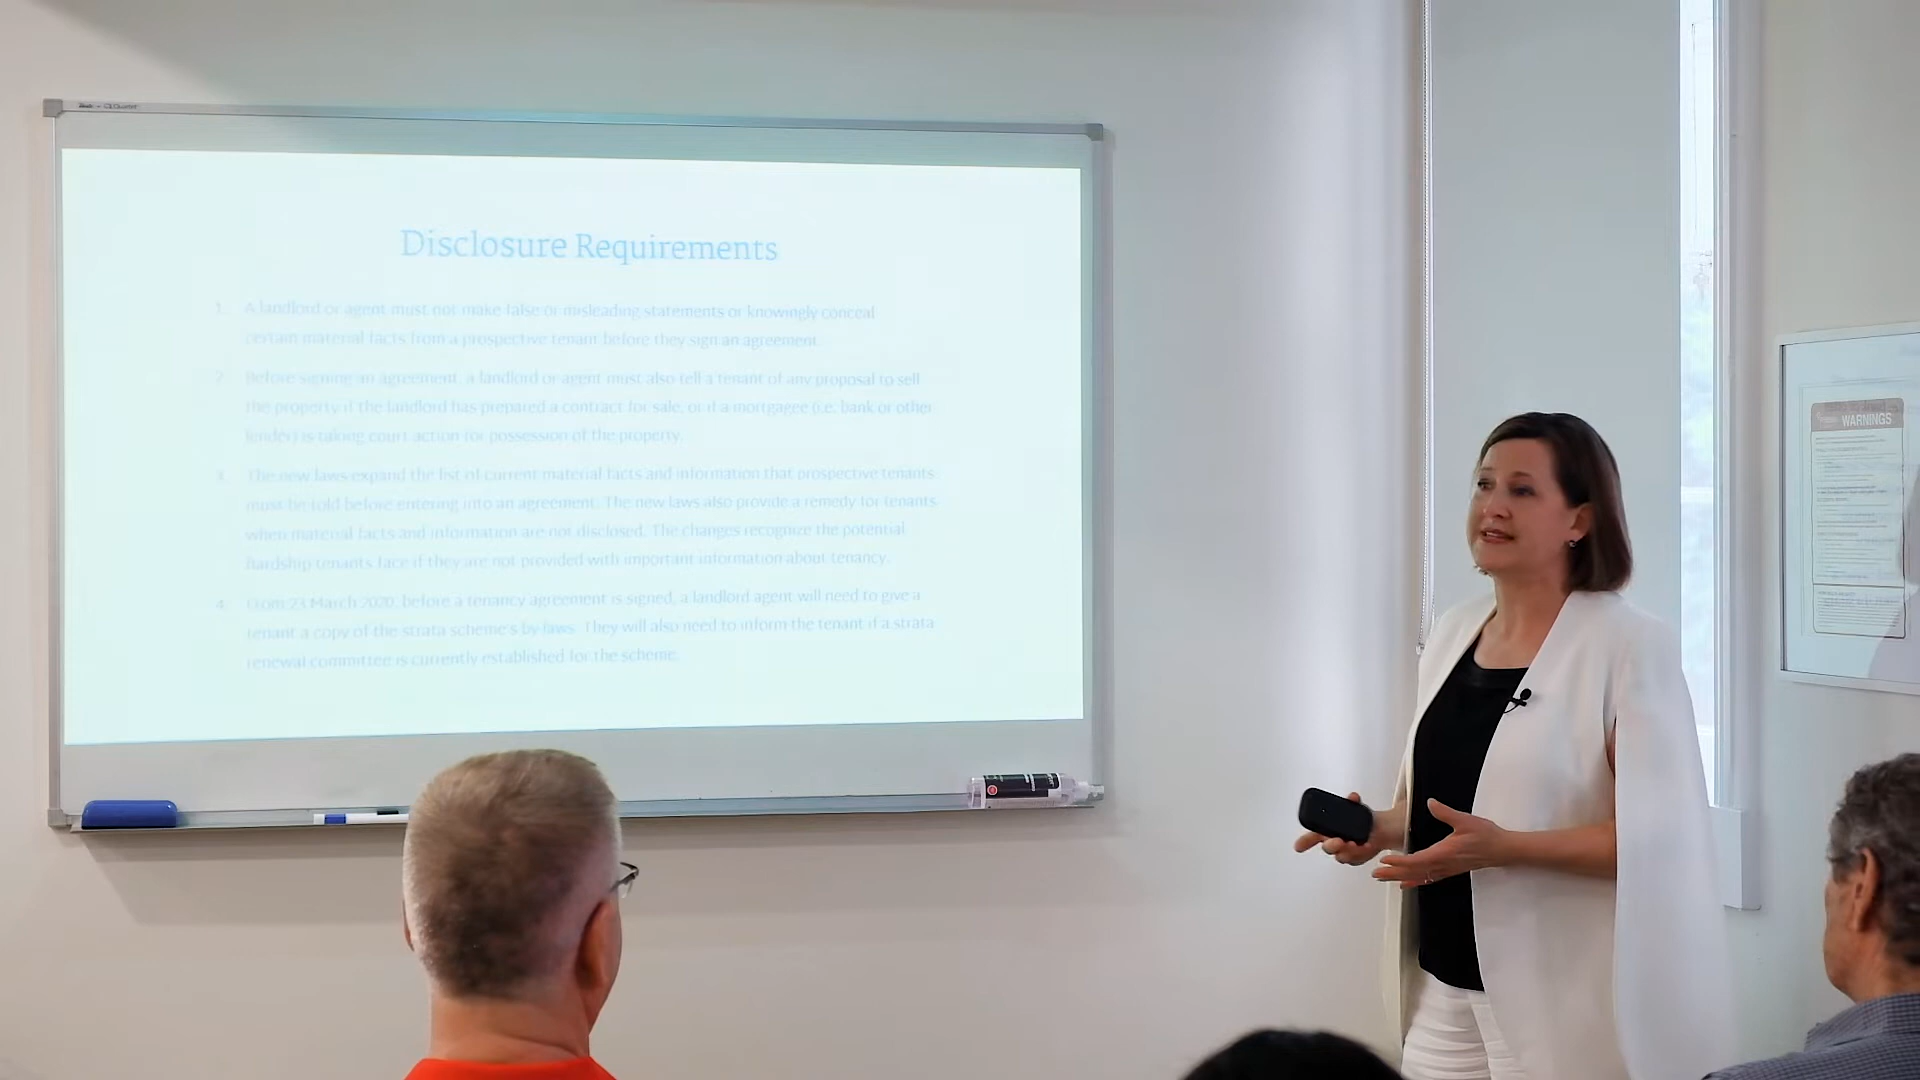 Disclosure Requirements
1. A landlord or agent must not make false or misleading statements or knowingly conceal
certain material facts from a prospective tenant before they sign an agreement.
2. Before signing an agreement, a landlord or agent must also tell a tenant of any proposal to sell
the property if the landlord has prepared a contract for sale, or if a mortgagee (i.e. bank or other
lender) is taking court action for possession of the property.
3. The new laws expand the list of current material facts and information that prospective tenants
must be told before entering into an agreement. The new laws also provide a remedy for tenants
when material facts and information are not disclosed. The changes recognize the potential
hardship tenants face if they are not provided with important information about tenancy.
4. From 23 March 2020, before a tenancy agreement is signed, a landlord agent will need to give a
tenant a copy of the strata scheme's by-laws. They will also need to inform the tenant if a strata
renewal committee is currently established for the scheme.
WARNINGS